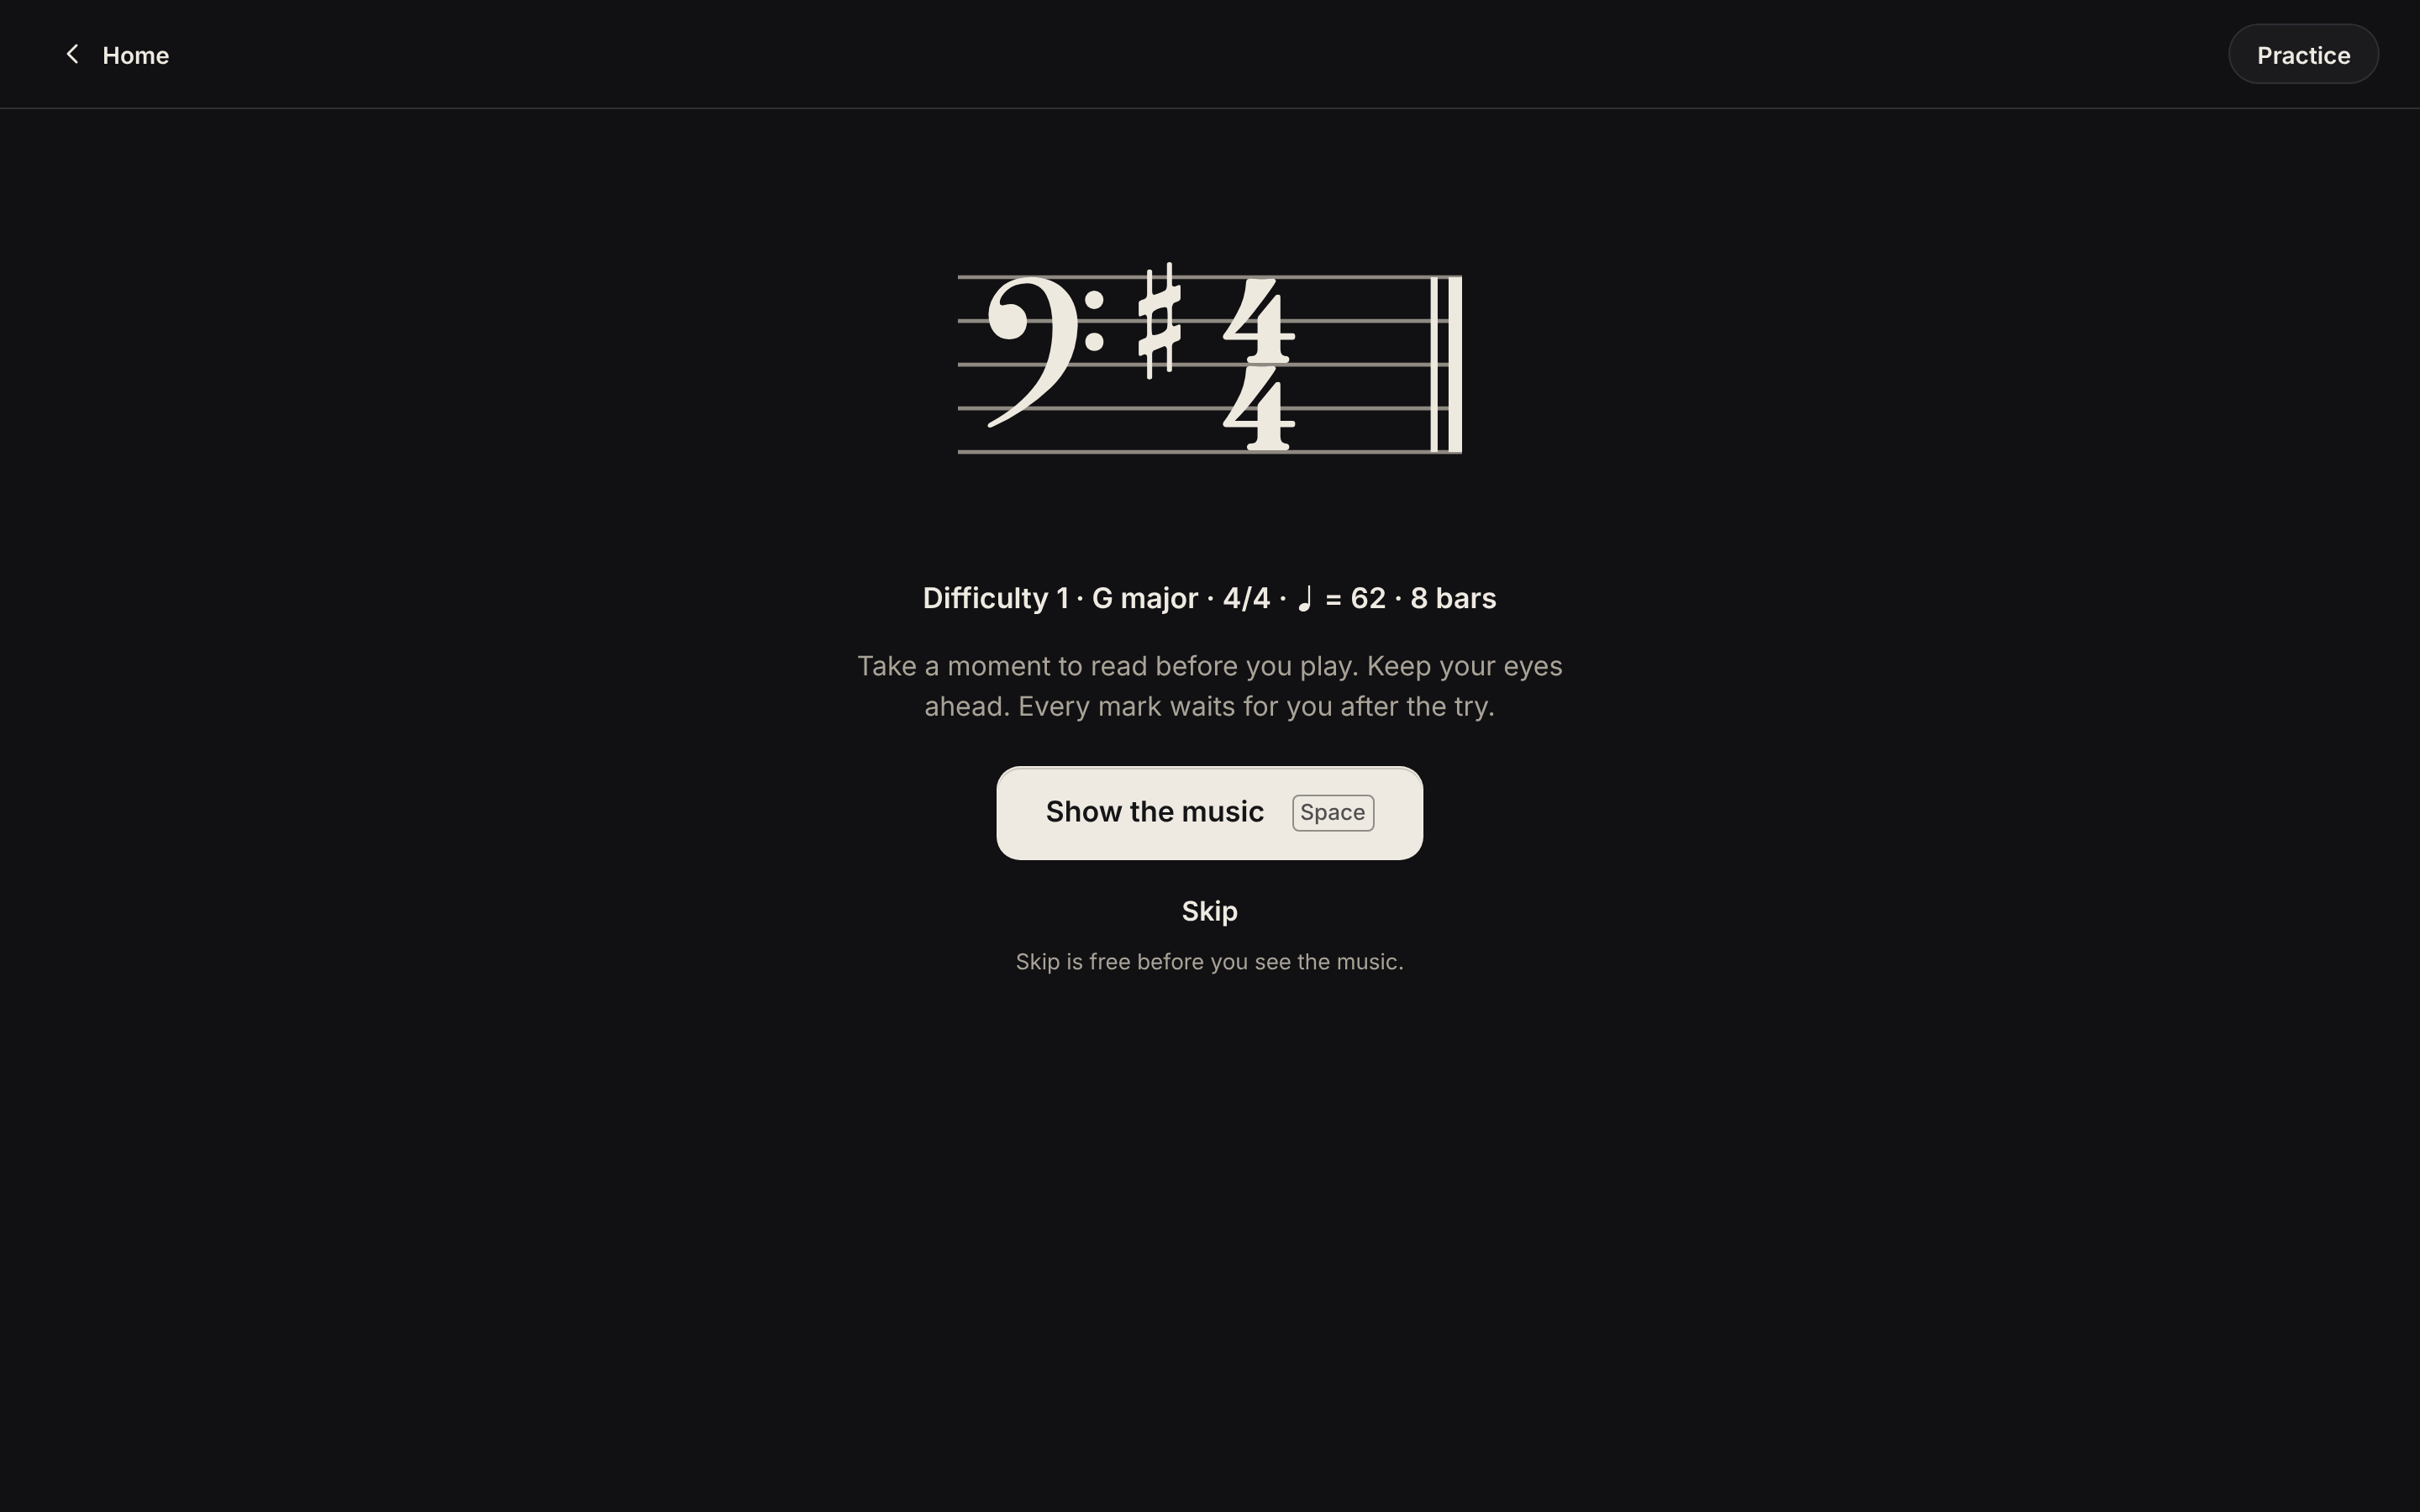 Home
Practice
4
4
Difficulty 1 · G major · 4/4 · ♩ = 62 · 8 bars
Take a moment to read before you play. Keep your eyes
ahead. Every mark waits for you after the try.
Show the music Space
Skip
Skip is free before you see the music.